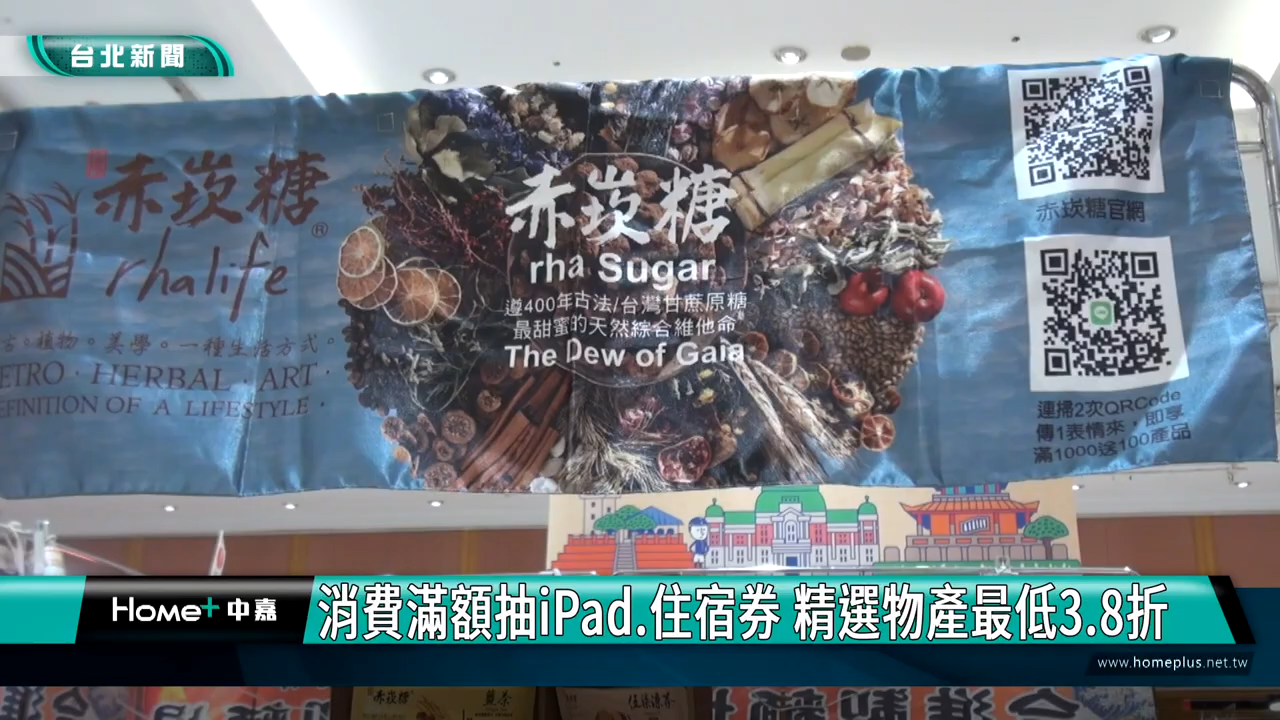 台北新聞
赤崁糖®
rhalife
古。植物。美學。一種生活方式。
ETRO · HERBAL · ART ·
EFINITION OF A LIFESTYLE ·
赤崁糖
rha Sugar
遵400年古法/台灣甘蔗原糖
最甜蜜的天然綜合維他命
The Dew of Gaia
赤崁糖官網
連掃2次QRCode
傳1表情來，即享
滿1000送100產品
Home+ 中嘉
消費滿額抽iPad.住宿券 精選物產最低3.8折
www.homeplus.net.tw
赤崁糖